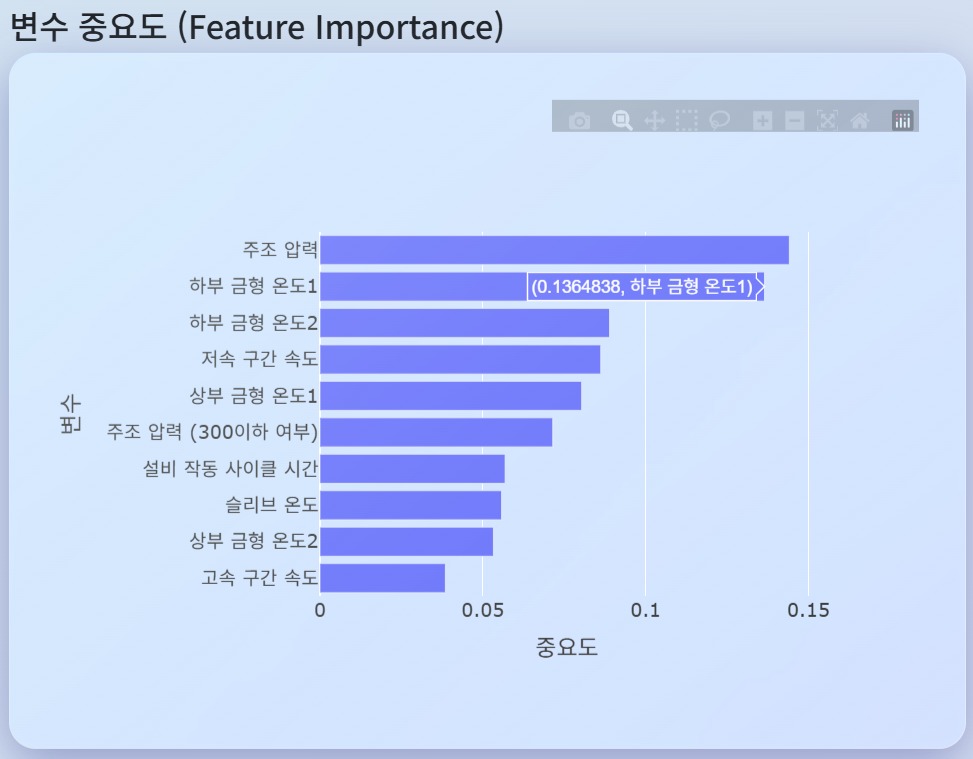 변수 중요도 (Feature Importance)
주조 압력
하부 금형 온도1
(0.1364838, 하부 금형 온도1)
하부 금형 온도2
저속 구간 속도
상부 금형 온도1
변수
주조 압력 (300이하 여부)
설비 작동 사이클 시간
슬리브 온도
상부 금형 온도2
고속 구간 속도
0 0.05 0.1 0.15
중요도